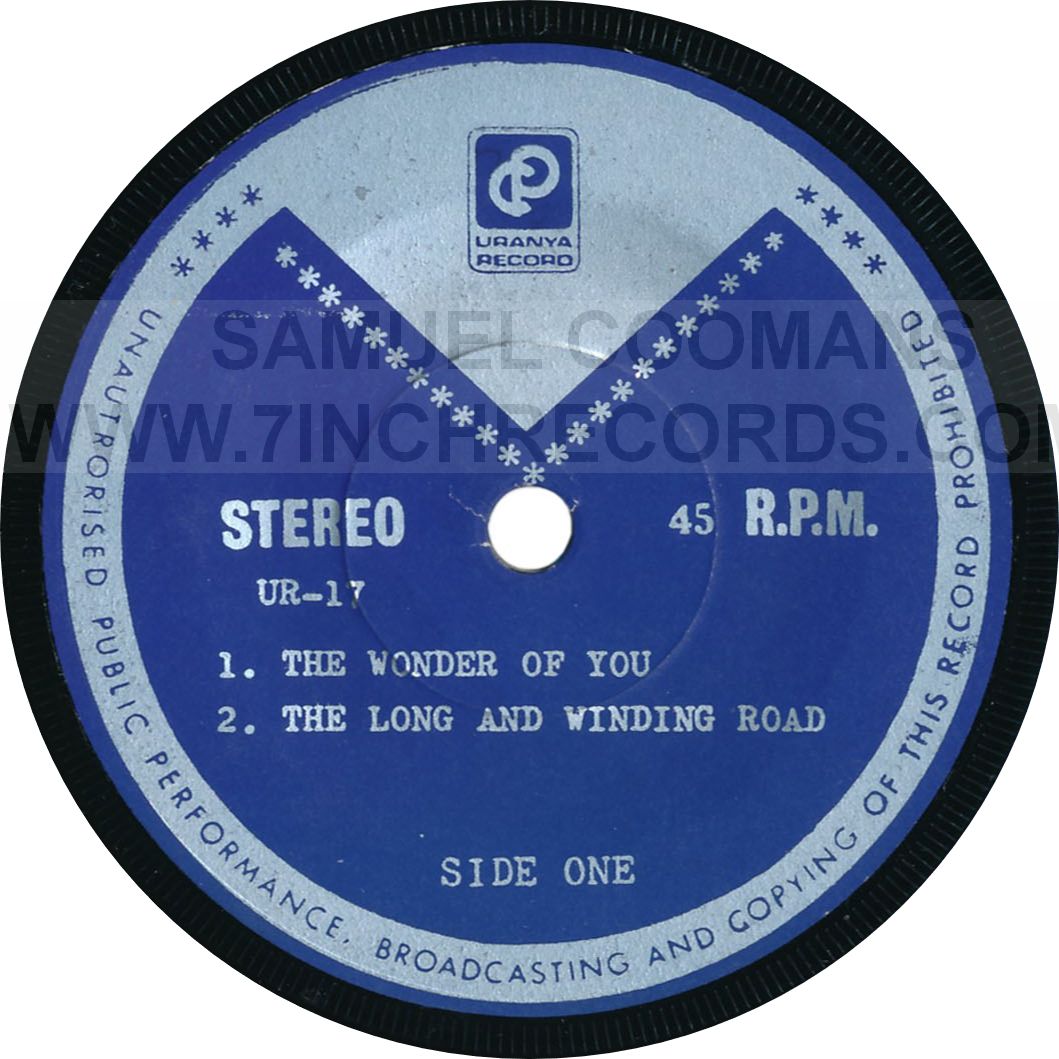 URANYA
RECORD
SAMUEL COOMANS
WWW.7INCHRECORDS.COM
STEREO
45 R.P.M.
UR-17
1. THE WONDER OF YOU
2. THE LONG AND WINDING ROAD
SIDE ONE
**** UNAUTRORISED PUBLIC PERFORMANCE, BROADCASTING AND GOPYING OF THIS RECORD PROHIBITED ****